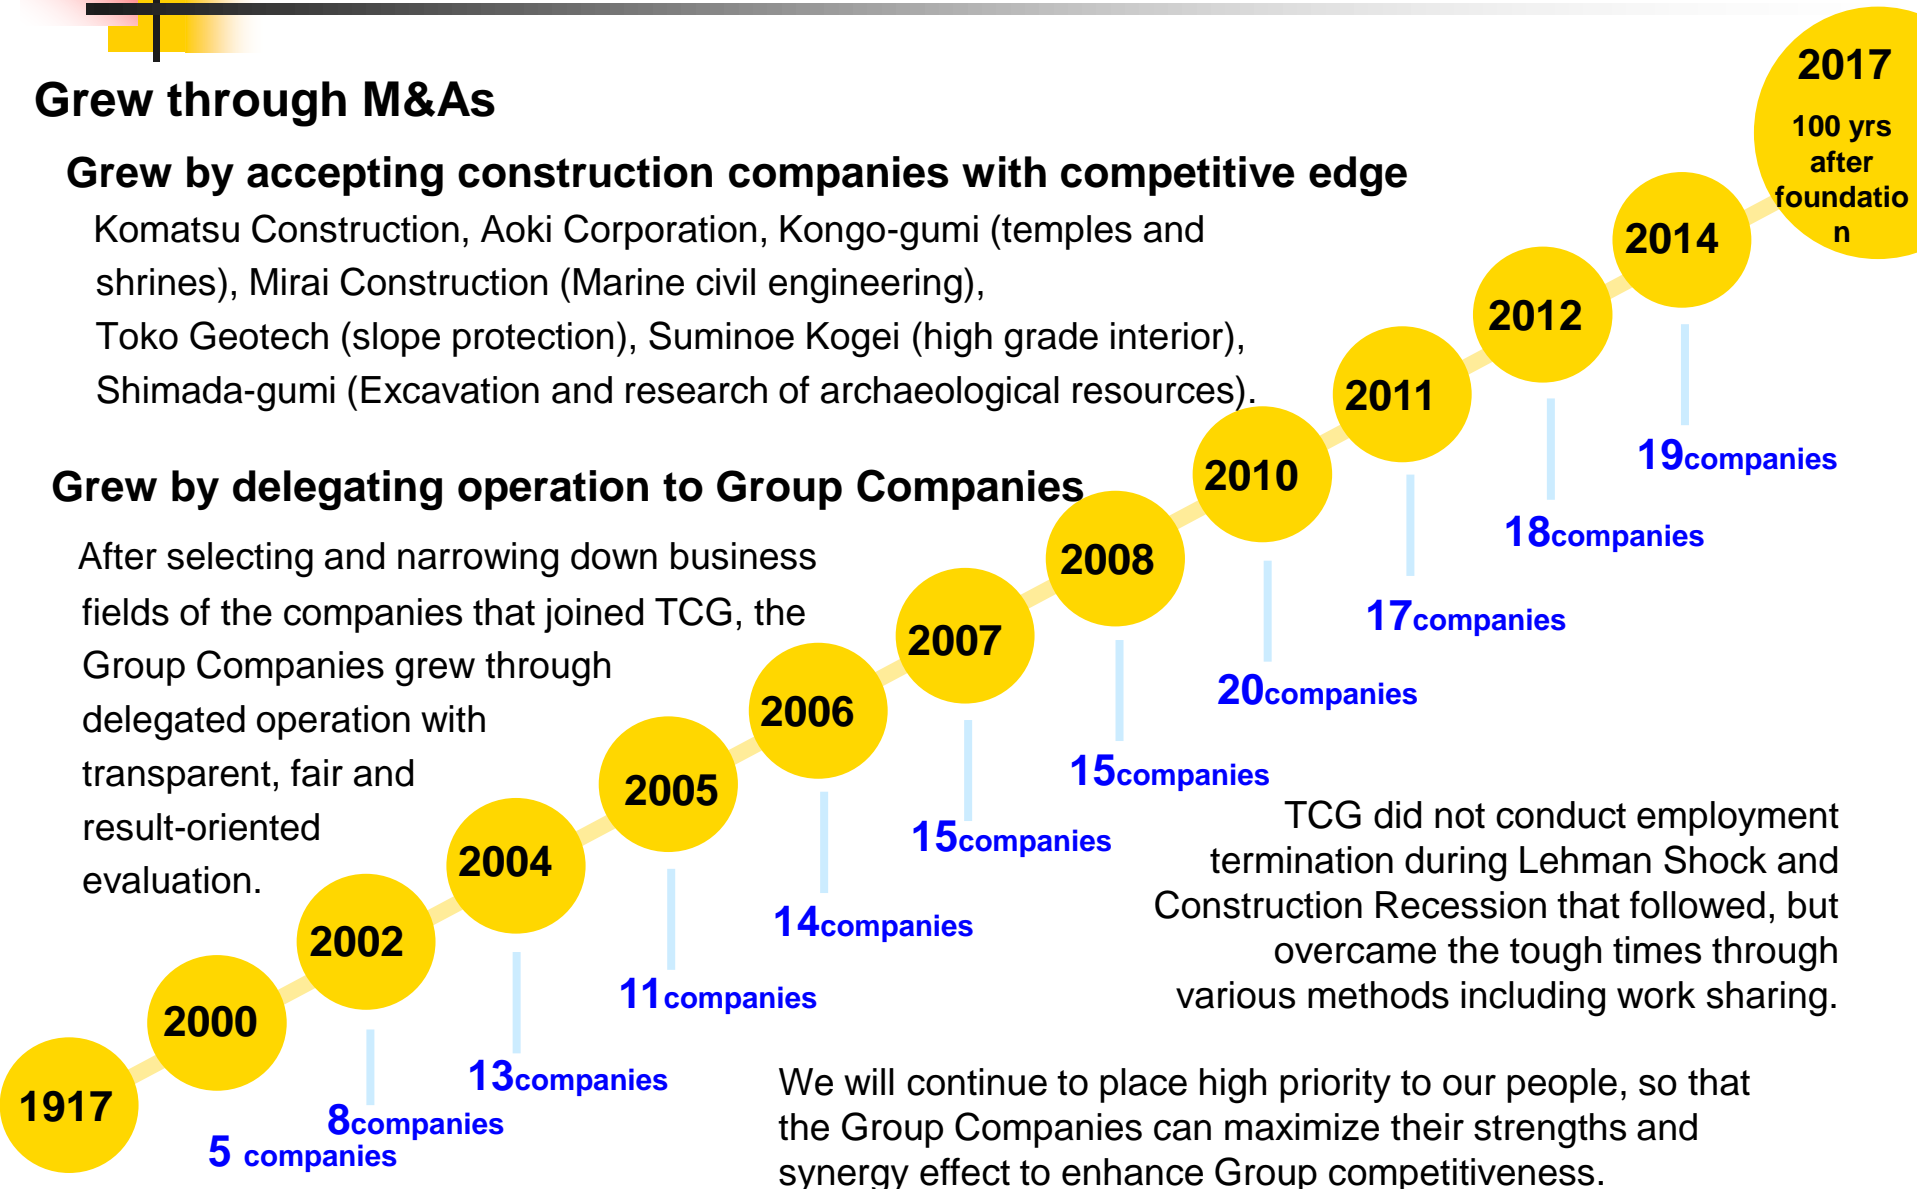 Grew through M&As
Grew by accepting construction companies with competitive edge
Komatsu Construction, Aoki Corporation, Kongo-gumi (temples and
shrines), Mirai Construction (Marine civil engineering),
Toko Geotech (slope protection), Suminoe Kogei (high grade interior),
Shimada-gumi (Excavation and research of archaeological resources).
Grew by delegating operation to Group Companies
After selecting and narrowing down business
fields of the companies that joined TCG, the
Group Companies grew through
delegated operation with
transparent, fair and
result-oriented
evaluation.
1917
2000
5 companies
2002
8companies
2004
13companies
2005
11companies
2006
14companies
2007
15companies
2008
15companies
2010
20companies
2011
17companies
2012
18companies
2014
19companies
2017
100 yrs
after
foundatio
n
TCG did not conduct employment
termination during Lehman Shock and
Construction Recession that followed, but
overcame the tough times through
various methods including work sharing.
We will continue to place high priority to our people, so that
the Group Companies can maximize their strengths and
synergy effect to enhance Group competitiveness.